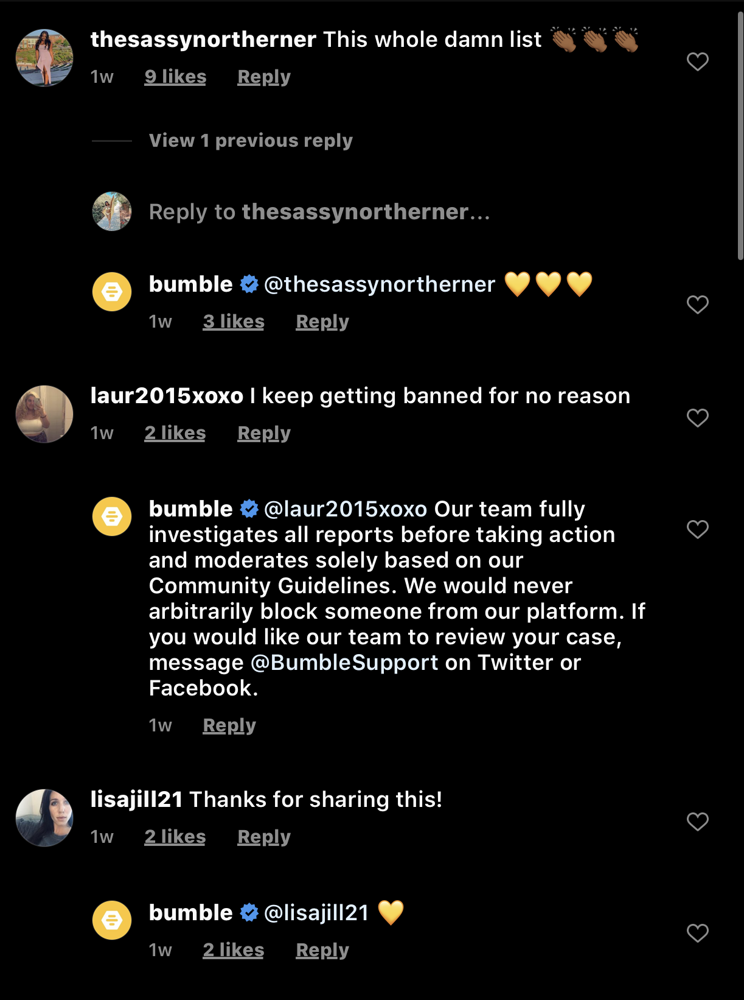 thesassynortherner This whole damn list 👏🏾👏🏾👏🏾
1w 9 likes Reply
View 1 previous reply
Reply to thesassynortherner...
bumble @thesassynortherner 💛💛💛
1w 3 likes Reply
laur2015xoxo I keep getting banned for no reason
1w 2 likes Reply
bumble @laur2015xoxo Our team fully
investigates all reports before taking action
and moderates solely based on our
Community Guidelines. We would never
arbitrarily block someone from our platform. If
you would like our team to review your case,
message @BumbleSupport on Twitter or
Facebook.
1w Reply
lisajill21 Thanks for sharing this!
1w 2 likes Reply
bumble @lisajill21 💛
1w 2 likes Reply